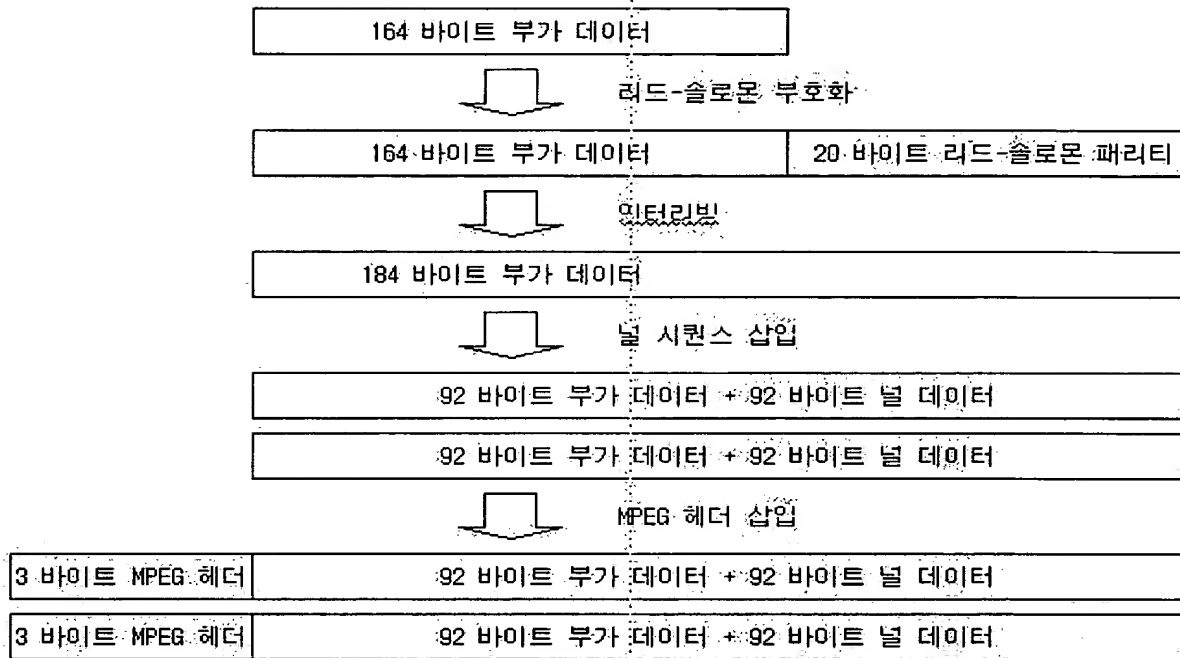 164 바이트 부가 데이터
리드-솔로몬 부호화
164 바이트 부가 데이터 20 바이트 리드-솔로몬 패리티
인터리빙
184 바이트 부가 데이터
널 시퀀스 삽입
92 바이트 부가 데이터 + 92 바이트 널 데이터
92 바이트 부가 데이터 + 92 바이트 널 데이터
MPEG 헤더 삽입
3 바이트 MPEG 헤더 92 바이트 부가 데이터 + 92 바이트 널 데이터
3 바이트 MPEG 헤더 92 바이트 부가 데이터 + 92 바이트 널 데이터